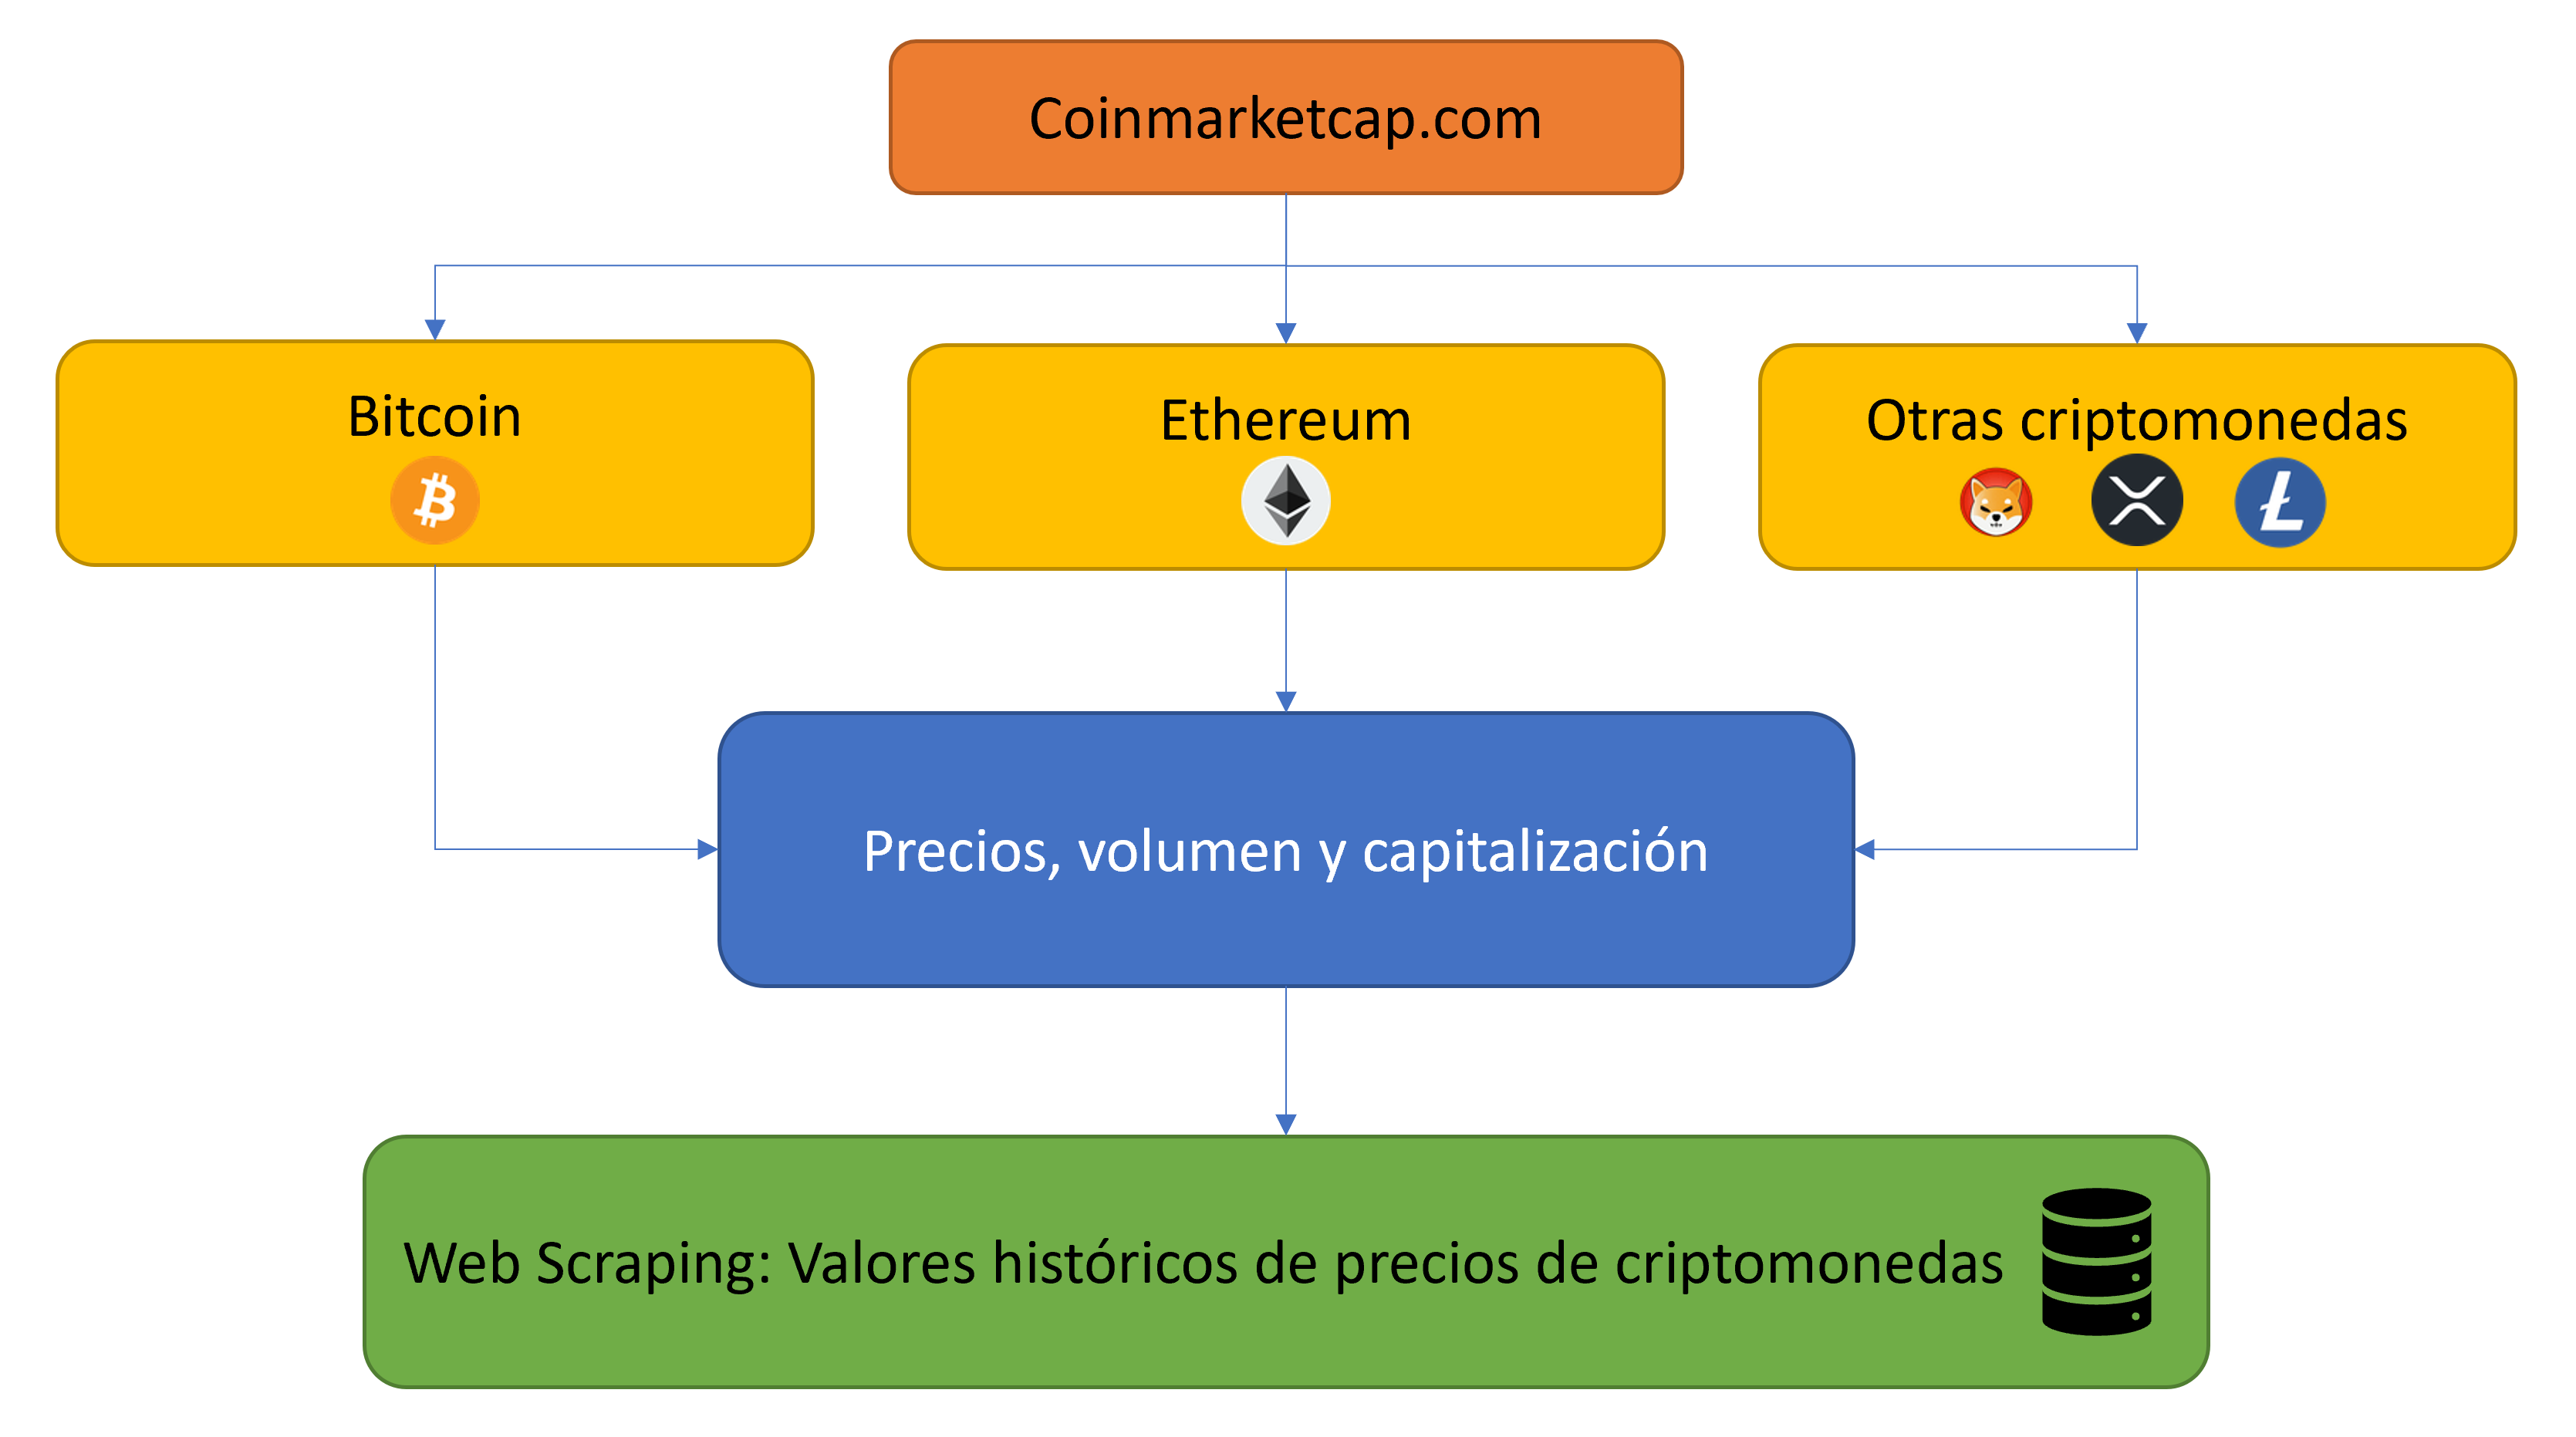 Coinmarketcap.com
Bitcoin
Ethereum
Otras criptomonedas
Precios, volumen y capitalización
Web Scraping: Valores históricos de precios de criptomonedas